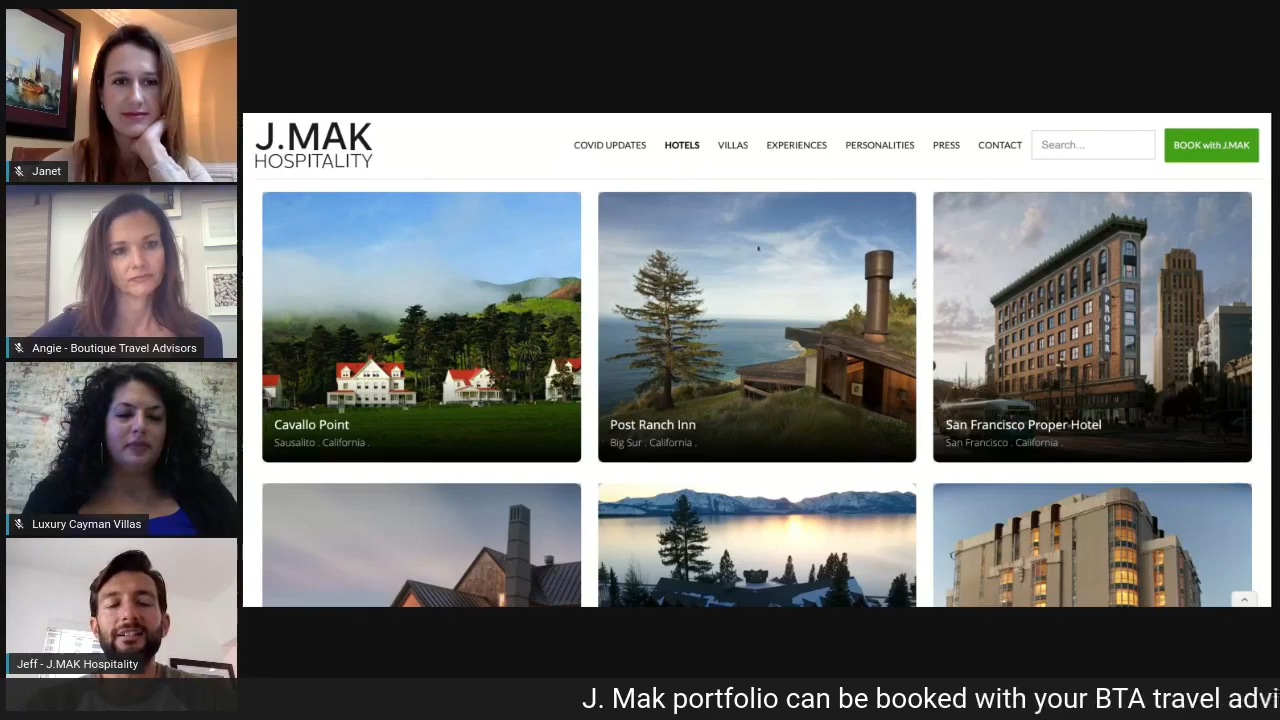 Janet
Angie - Boutique Travel Advisors
Luxury Cayman Villas
Jeff - J.MAK Hospitality
J.MAK
HOSPITALITY
COVID UPDATES HOTELS VILLAS EXPERIENCES PERSONALITIES PRESS CONTACT Search... BOOK with J.MAK
Cavallo Point
Sausalito . California .
Post Ranch Inn
Big Sur . California .
PROPER
San Francisco Proper Hotel
San Francisco . California .
J. Mak portfolio can be booked with your BTA travel advi